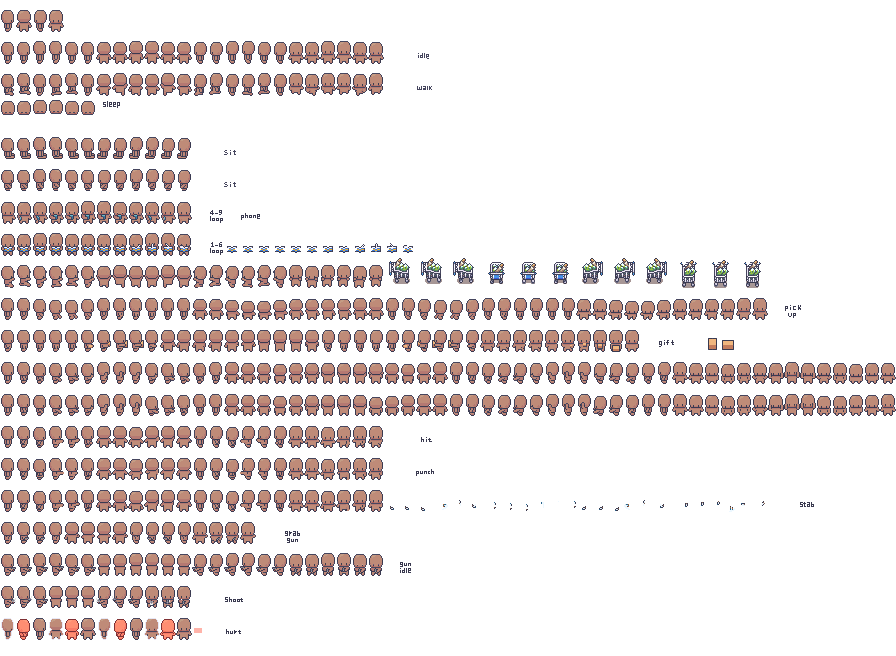 idle
walk
sleep
Sit
Sit
4-9
loop
phone
1-6
loop
pick
up
gift
hit
punch
Stab
grab
gun
gun
idle
Shoot
hurt